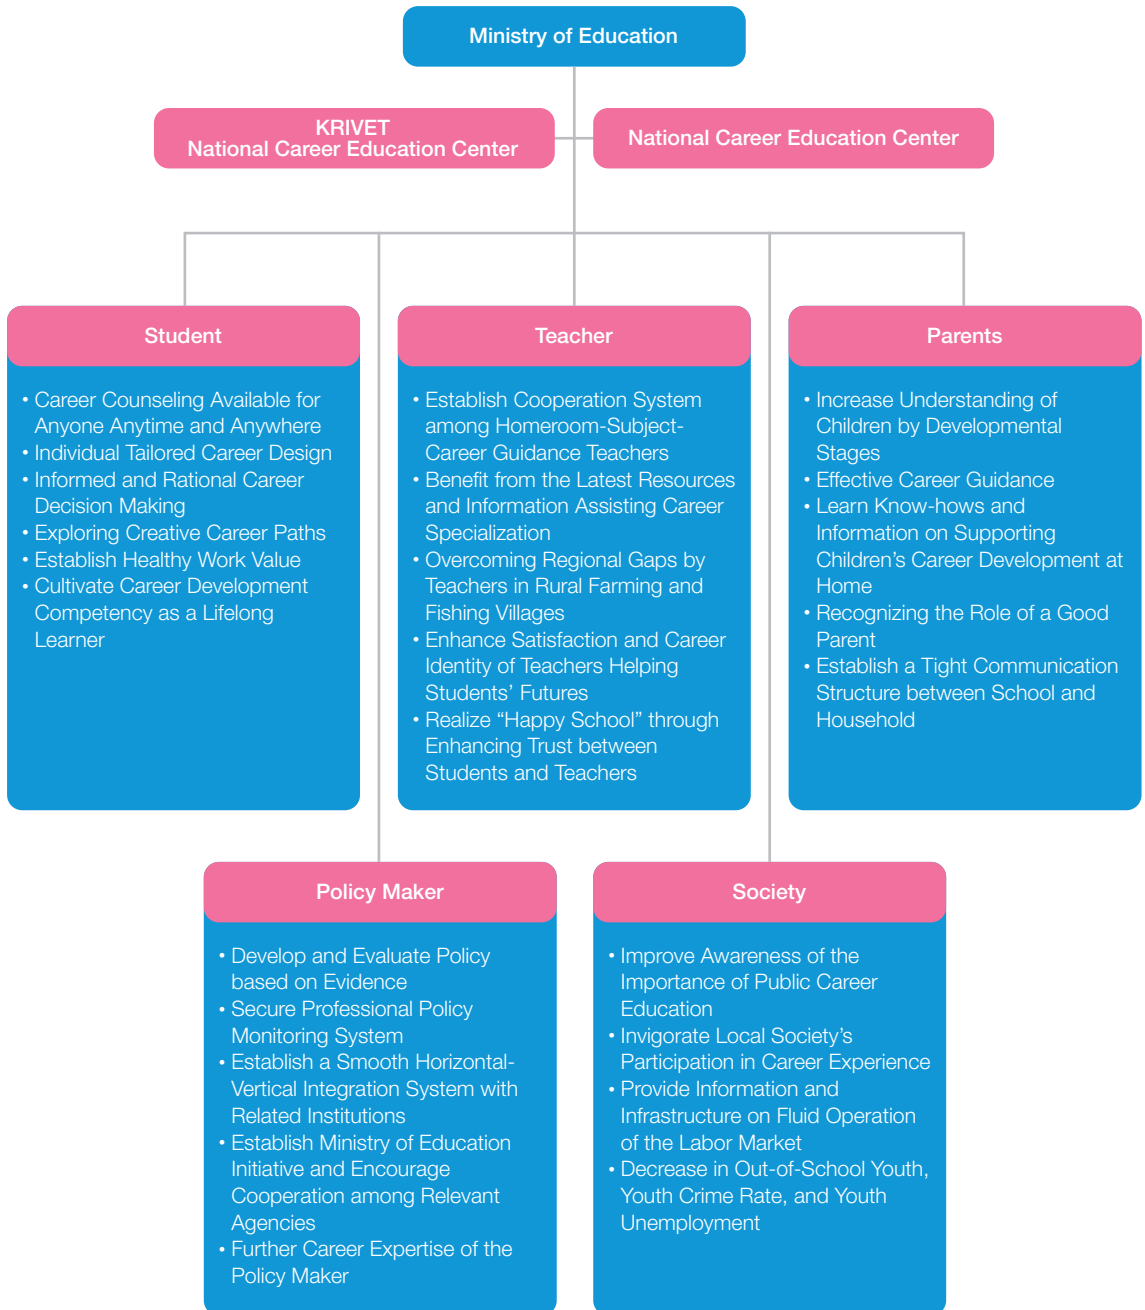 Ministry of Education
KRIVET
National Career Education Center
National Career Education Center
Student
• Career Counseling Available for
Anyone Anytime and Anywhere
• Individual Tailored Career Design
• Informed and Rational Career
Decision Making
• Exploring Creative Career Paths
• Establish Healthy Work Value
• Cultivate Career Development
Competency as a Lifelong
Learner
Teacher
• Establish Cooperation System
among Homeroom-Subject-
Career Guidance Teachers
• Benefit from the Latest Resources
and Information Assisting Career
Specialization
• Overcoming Regional Gaps by
Teachers in Rural Farming and
Fishing Villages
• Enhance Satisfaction and Career
Identity of Teachers Helping
Students’ Futures
• Realize “Happy School” through
Enhancing Trust between
Students and Teachers
Parents
• Increase Understanding of
Children by Developmental
Stages
• Effective Career Guidance
• Learn Know-hows and
Information on Supporting
Children’s Career Development at
Home
• Recognizing the Role of a Good
Parent
• Establish a Tight Communication
Structure between School and
Household
Policy Maker
• Develop and Evaluate Policy
based on Evidence
• Secure Professional Policy
Monitoring System
• Establish a Smooth Horizontal-
Vertical Integration System with
Related Institutions
• Establish Ministry of Education
Initiative and Encourage
Cooperation among Relevant
Agencies
• Further Career Expertise of the
Policy Maker
Society
• Improve Awareness of the
Importance of Public Career
Education
• Invigorate Local Society’s
Participation in Career Experience
• Provide Information and
Infrastructure on Fluid Operation
of the Labor Market
• Decrease in Out-of-School Youth,
Youth Crime Rate, and Youth
Unemployment